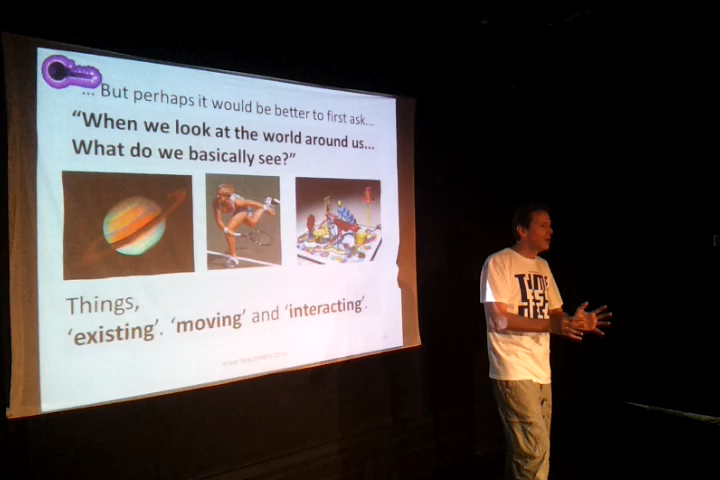 ... But perhaps it would be better to first ask...
“When we look at the world around us...
What do we basically see?”
Things,
‘existing’. ‘moving’ and ‘interacting’.
TIME